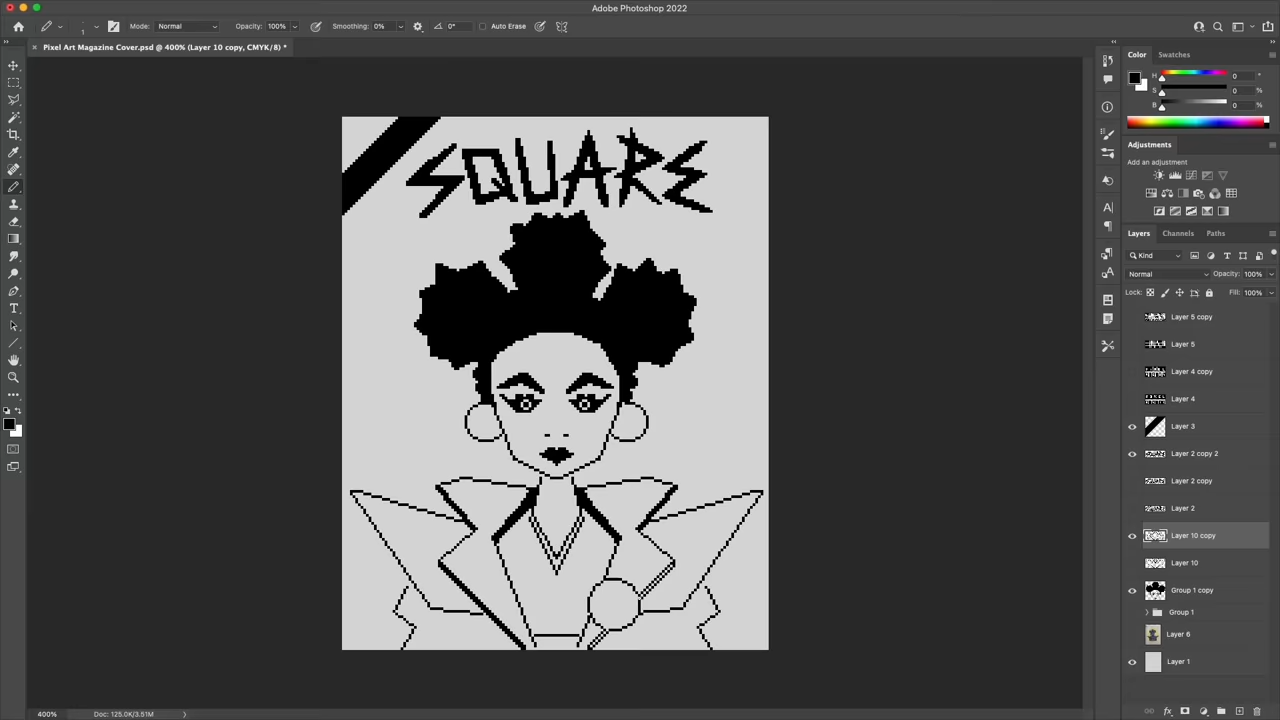 Adobe Photoshop 2022
Mode: Normal Opacity: 100% Smoothing: 0% 0° Auto Erase
Pixel Art Magazine Cover.psd @ 400% (Layer 10 copy, CMYK/8) *
SQUARE
Color Swatches
H 0 °
S 0 %
B 0 %
Adjustments
Add an adjustment
Layers Channels Paths
Kind
Normal Opacity: 100%
Lock: Fill: 100%
Layer 5 copy
Layer 5
Layer 4 copy
Layer 4
Layer 3
Layer 2 copy 2
Layer 2 copy
Layer 2
Layer 10 copy
Layer 10
Group 1 copy
Group 1
Layer 6
Layer 1
400% Doc: 125.0K/3.51M